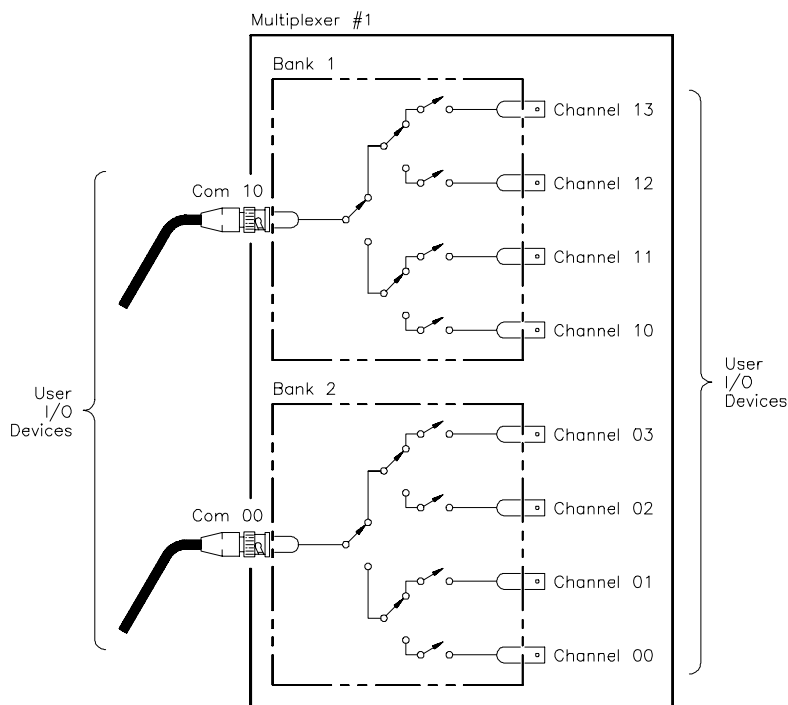 Multiplexer #1
Bank 1
Channel 13
Com 10
Channel 12
Channel 11
Channel 10
User
I/O
Devices
User
I/O
Devices
Bank 2
Channel 03
Com 00
Channel 02
Channel 01
Channel 00